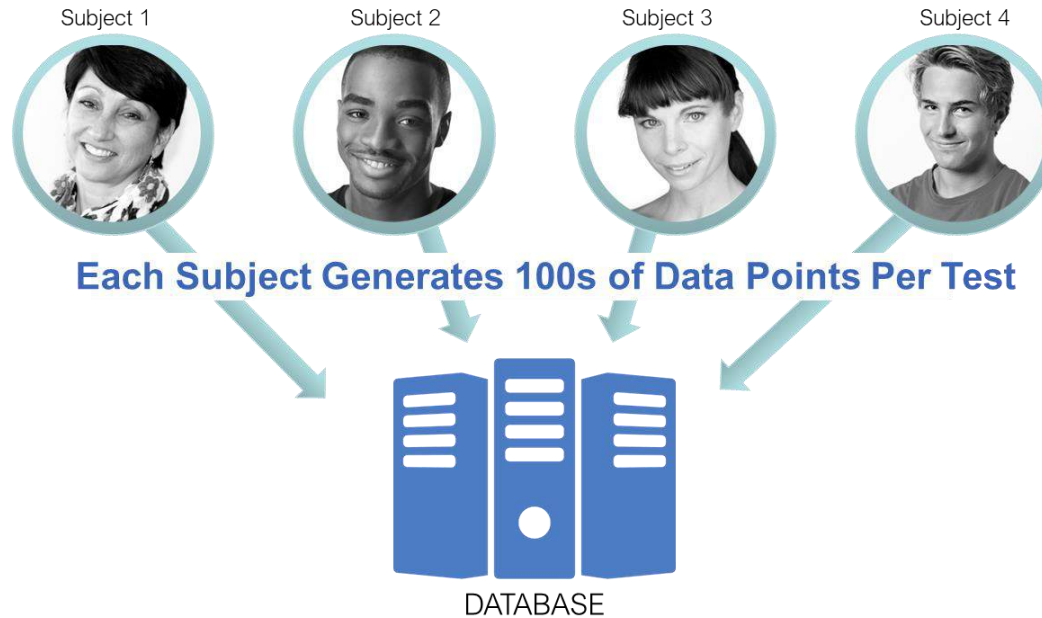 Subject 1
Subject 2
Subject 3
Subject 4
Each Subject Generates 100s of Data Points Per Test
DATABASE